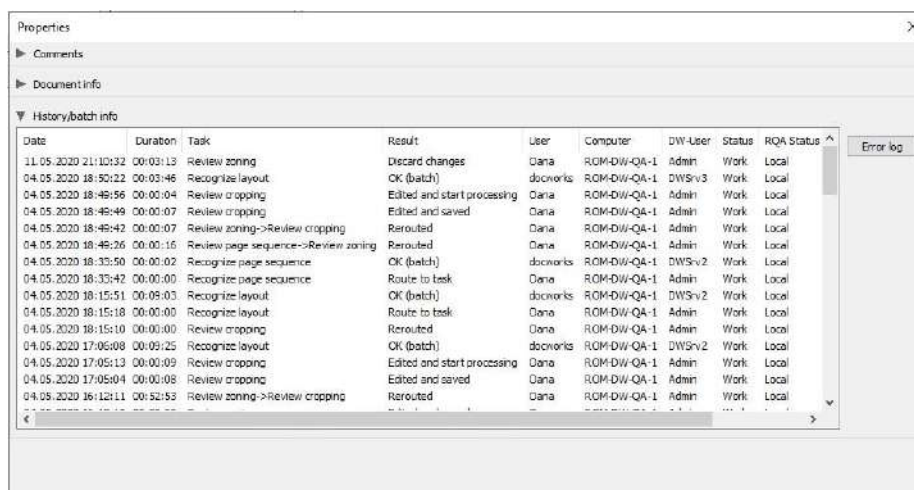 Properties
Comments
Document info
History/batch info
Date Duration Task Result User Computer DW-User Status RQA Status
Error log
11.05.2020 21:10:32 00:03:13 Review zoning Discard changes Oana ROM-DW-QA-1 Admin Work Local
04.05.2020 18:50:22 00:03:46 Recognize layout OK (batch) docworks ROM-DW-QA-1 DWSrv3 Work Local
04.05.2020 18:49:56 00:00:04 Review cropping Edited and start processing Oana ROM-DW-QA-1 Admin Work Local
04.05.2020 18:49:49 00:00:07 Review cropping Edited and saved Oana ROM-DW-QA-1 Admin Work Local
04.05.2020 18:49:42 00:00:07 Review zoning->Review cropping Rerouted Oana ROM-DW-QA-1 Admin Work Local
04.05.2020 18:49:26 00:00:16 Review page sequence->Review zoning Rerouted Oana ROM-DW-QA-1 Admin Work Local
04.05.2020 18:33:50 00:00:02 Recognize page sequence OK (batch) docworks ROM-DW-QA-1 DWSrv2 Work Local
04.05.2020 18:33:42 00:00:00 Recognize page sequence Route to task Oana ROM-DW-QA-1 Admin Work Local
04.05.2020 18:15:51 00:09:03 Recognize layout OK (batch) docworks ROM-DW-QA-1 DWSrv2 Work Local
04.05.2020 18:15:18 00:00:00 Recognize layout Route to task Oana ROM-DW-QA-1 Admin Work Local
04.05.2020 18:15:10 00:00:00 Review cropping Rerouted Oana ROM-DW-QA-1 Admin Work Local
04.05.2020 17:06:08 00:09:25 Recognize layout OK (batch) docworks ROM-DW-QA-1 DWSrv2 Work Local
04.05.2020 17:05:13 00:00:09 Review cropping Edited and start processing Oana ROM-DW-QA-1 Admin Work Local
04.05.2020 17:05:04 00:00:08 Review cropping Edited and saved Oana ROM-DW-QA-1 Admin Work Local
04.05.2020 16:12:11 00:52:53 Review zoning->Review cropping Rerouted Oana ROM-DW-QA-1 Admin Work Local